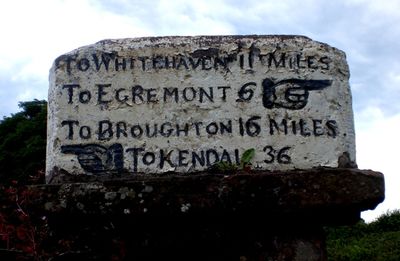 To WHITEHAVEN 11 MILES
To EGREMONT 6
To BROUGHTON 16 MILES
To KENDAL 36